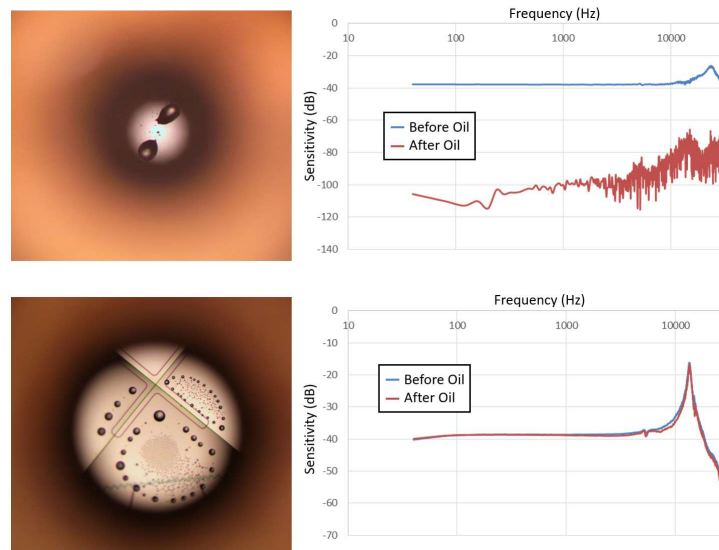 Frequency (Hz)
10 100 1000 10000
0
-20
-40
-60
-80
-100
-120
-140
Sensitivity (dB)
Before Oil
After Oil
Frequency (Hz)
10 100 1000 10000
0
-10
-20
-30
-40
-50
-60
-70
Sensitivity (dB)
Before Oil
After Oil